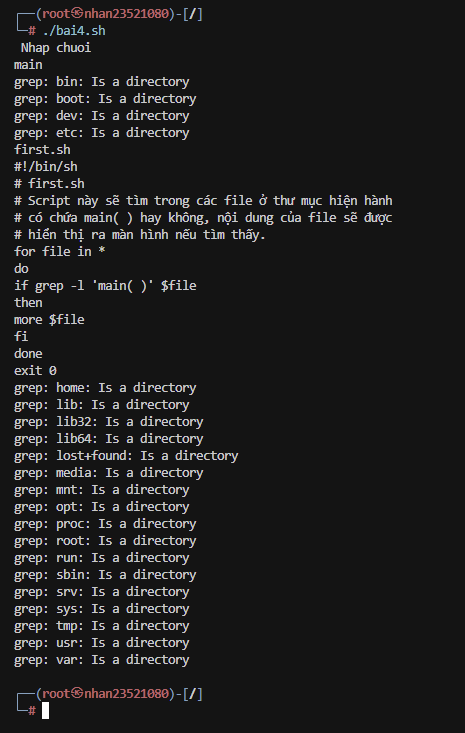 ┌──(root㉿nhan23521080)-[/]
└─# ./bai4.sh
 Nhap chuoi
main
grep: bin: Is a directory
grep: boot: Is a directory
grep: dev: Is a directory
grep: etc: Is a directory
first.sh
#!/bin/sh
# first.sh
# Script này sẽ tìm trong các file ở thư mục hiện hành
# có chứa main( ) hay không, nội dung của file sẽ được
# hiển thị ra màn hình nếu tìm thấy.
for file in *
do
if grep -l 'main( )' $file
then
more $file
fi
done
exit 0
grep: home: Is a directory
grep: lib: Is a directory
grep: lib32: Is a directory
grep: lib64: Is a directory
grep: lost+found: Is a directory
grep: media: Is a directory
grep: mnt: Is a directory
grep: opt: Is a directory
grep: proc: Is a directory
grep: root: Is a directory
grep: run: Is a directory
grep: sbin: Is a directory
grep: srv: Is a directory
grep: sys: Is a directory
grep: tmp: Is a directory
grep: usr: Is a directory
grep: var: Is a directory
┌──(root㉿nhan23521080)-[/]
└─#